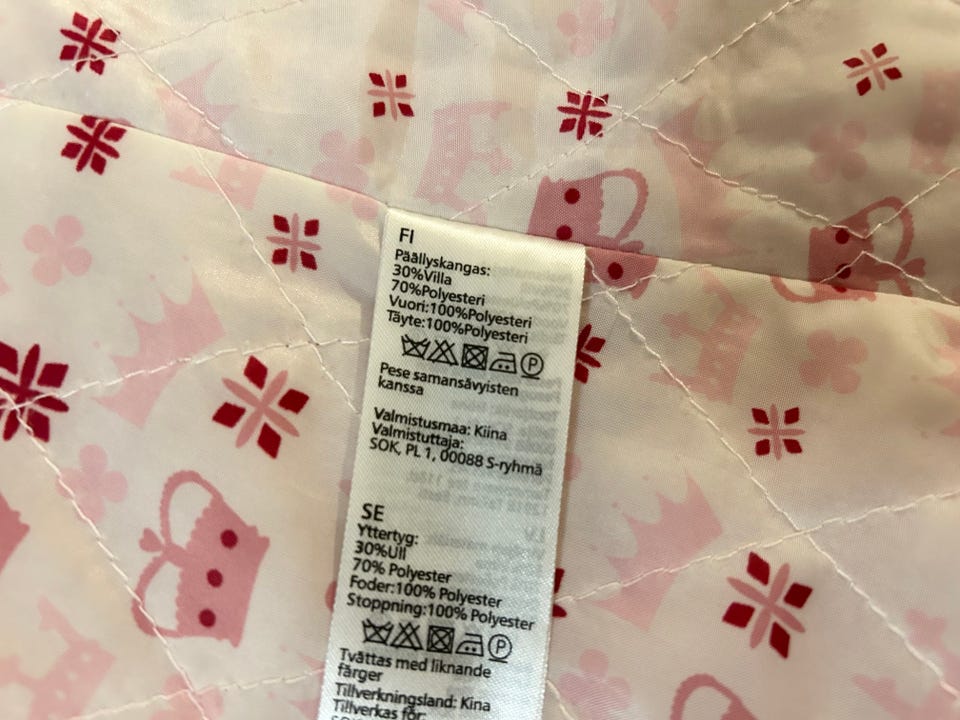 FI
Päällyskangas:
30%Villa
70%Polyesteri
Vuori:100%Polyesteri
Täyte:100%Polyesteri
P
Pese samansävyisten
kanssa
Valmistusmaa: Kiina
Valmistuttaja:
SOK, PL 1, 00088 S-ryhmä
SE
Yttertyg:
30%Ull
70% Polyester
Foder:100% Polyester
Stoppning:100% Polyester
P
Tvättas med liknande
färger
Tillverkningsland: Kina
Tillverkas för: